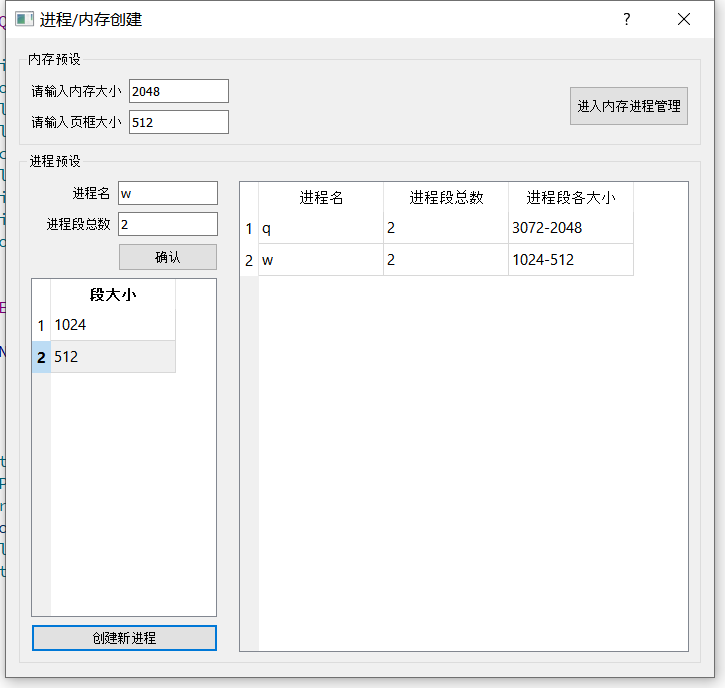 进程/内存创建
内存预设
请输入内存大小 2048
请输入页框大小 512
进入内存进程管理
进程预设
进程名 w
进程段总数 2
确认
段大小
1 1024
2 512
创建新进程
进程名 进程段总数 进程段各大小
1 q 2 3072-2048
2 w 2 1024-512